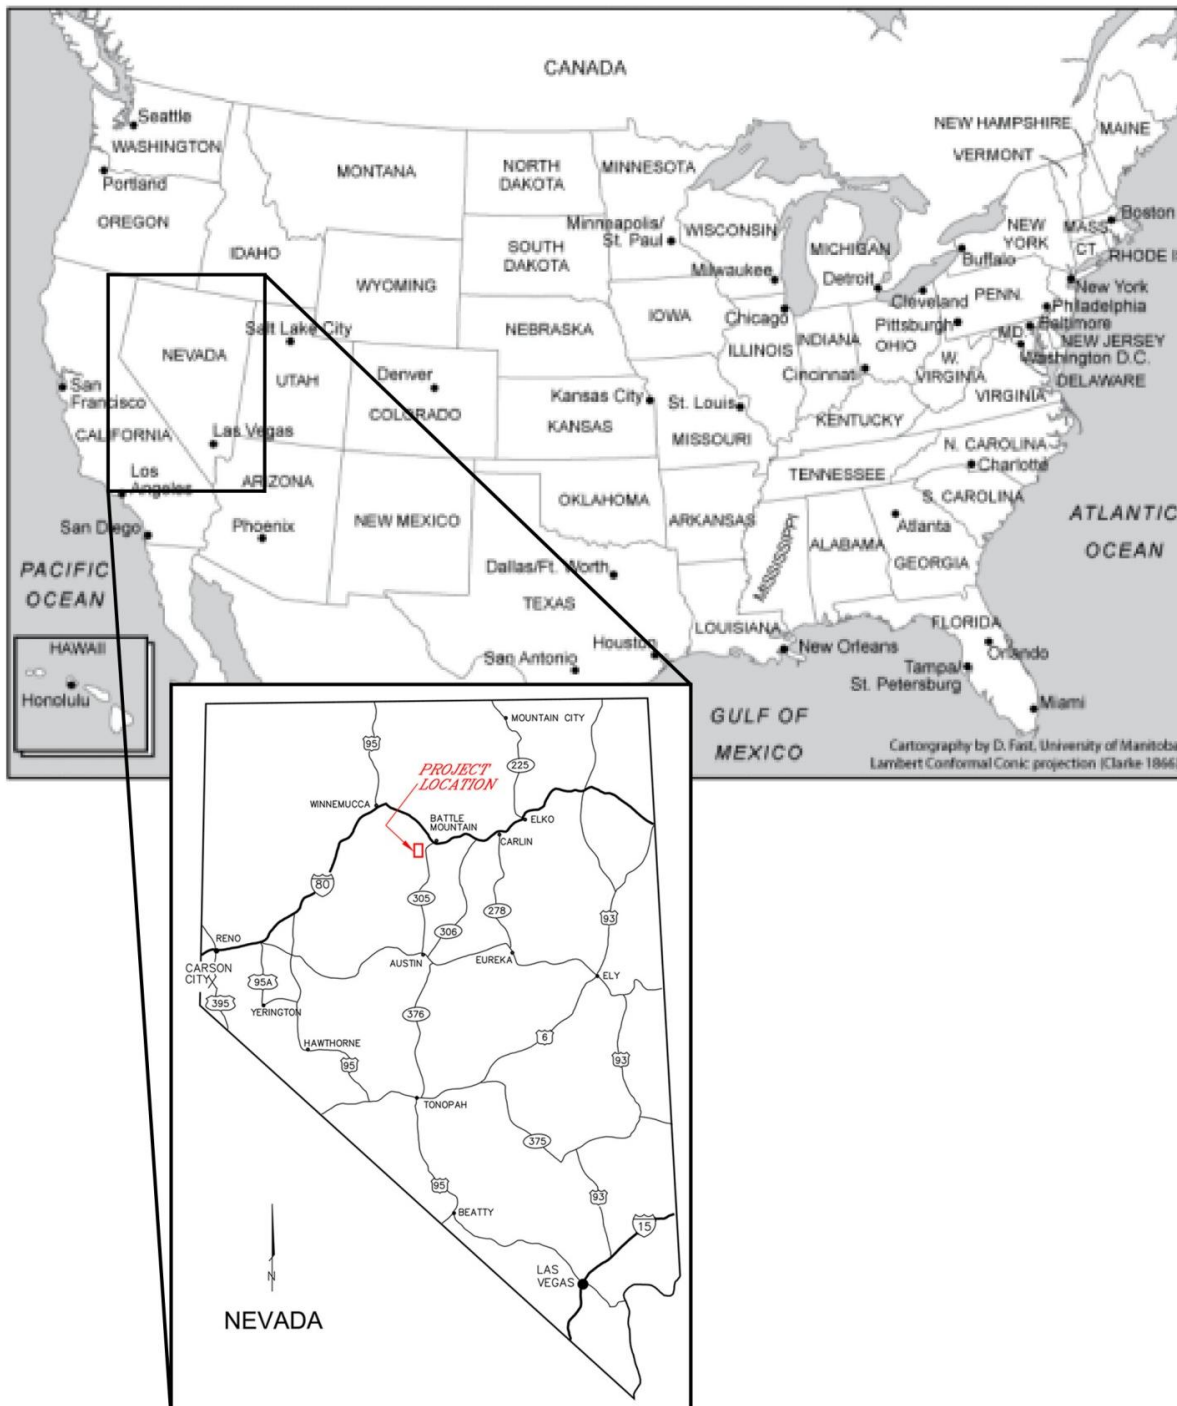 CANADA
Seattle
WASHINGTON
Portland
OREGON
IDAHO
MONTANA
NORTH
DAKOTA
SOUTH
DAKOTA
WYOMING
MINNESOTA
Minneapolis/
St. Paul
WISCONSIN
Milwaukee
MICHIGAN
Detroit
NEW HAMPSHIRE
VERMONT
MAINE
NEW
YORK
MASS
CT.
Boston
RHODE IS
Buffalo
New York
Cleveland
PENN.
Philadelphia
Pittsburgh
MD.
Baltimore
NEW JERSEY
Washington D.C.
DELAWARE
Chicago
IOWA
NEBRASKA
ILLINOIS
INDIANA
OHIO
Cincinnati
W.
VIRGINIA
VIRGINIA
Salt Lake City
NEVADA
UTAH
Denver
COLORADO
Kansas City
KANSAS
St. Louis
MISSOURI
KENTUCKY
San
Francisco
CALIFORNIA
Las Vegas
Los
Angeles
ARIZONA
San Diego
Phoenix
NEW MEXICO
OKLAHOMA
ARKANSAS
TENNESSEE
N. CAROLINA
Charlotte
S. CAROLINA
Atlanta
GEORGIA
ALABAMA
MISSISSIPPI
Dallas/Ft. Worth
TEXAS
LOUISIANA
Houston
San Antonio
New Orleans
FLORIDA
Orlando
Tampa/
St. Petersburg
Miami
PACIFIC
OCEAN
ATLANTIC
OCEAN
GULF OF
MEXICO
HAWAII
Honolulu
Cartorgraphy by D. Fast, University of Manitoba
Lambert Conformal Conic projection (Clarke 1866)
MOUNTAIN CITY
95
225
PROJECT
LOCATION
WINNEMUCCA
BATTLE
MOUNTAIN
ELKO
CARLIN
80
305
278
306
93
RENO
CARSON
CITY
AUSTIN
EUREKA
ELY
95A
395
YERINGTON
376
HAWTHORNE
6
95
93
TONOPAH
375
95
93
BEATTY
15
LAS
VEGAS
N
NEVADA